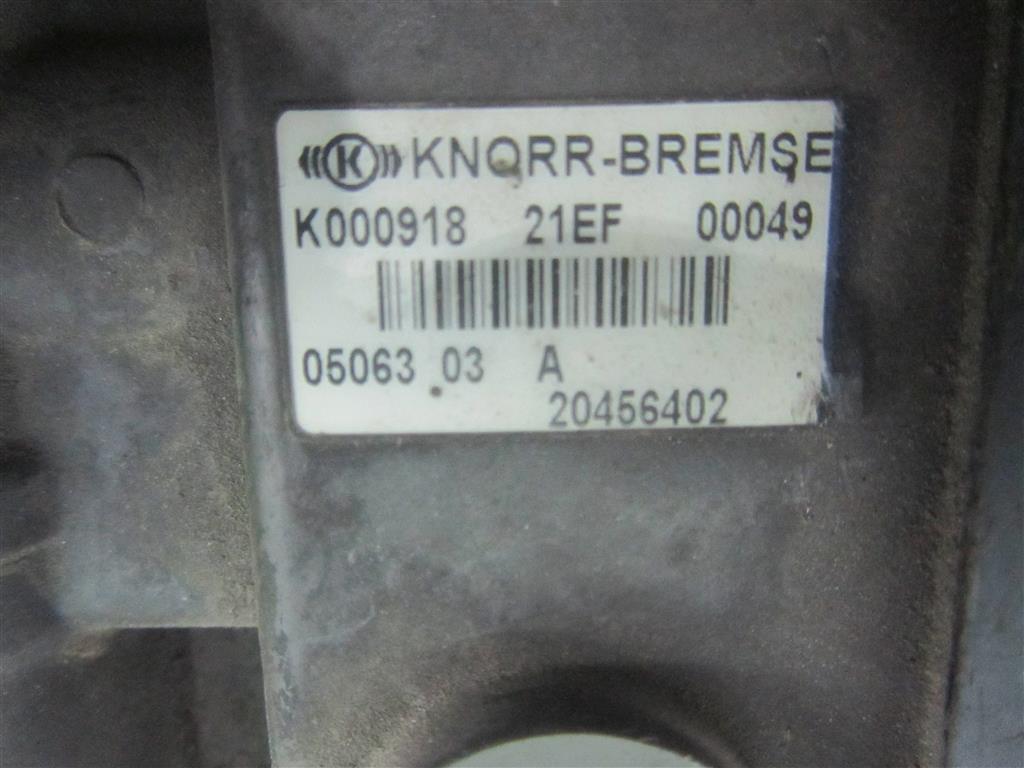 ((K)) KNORR-BREMSE
K000918 21EF 00049
05063 03 A
20456402